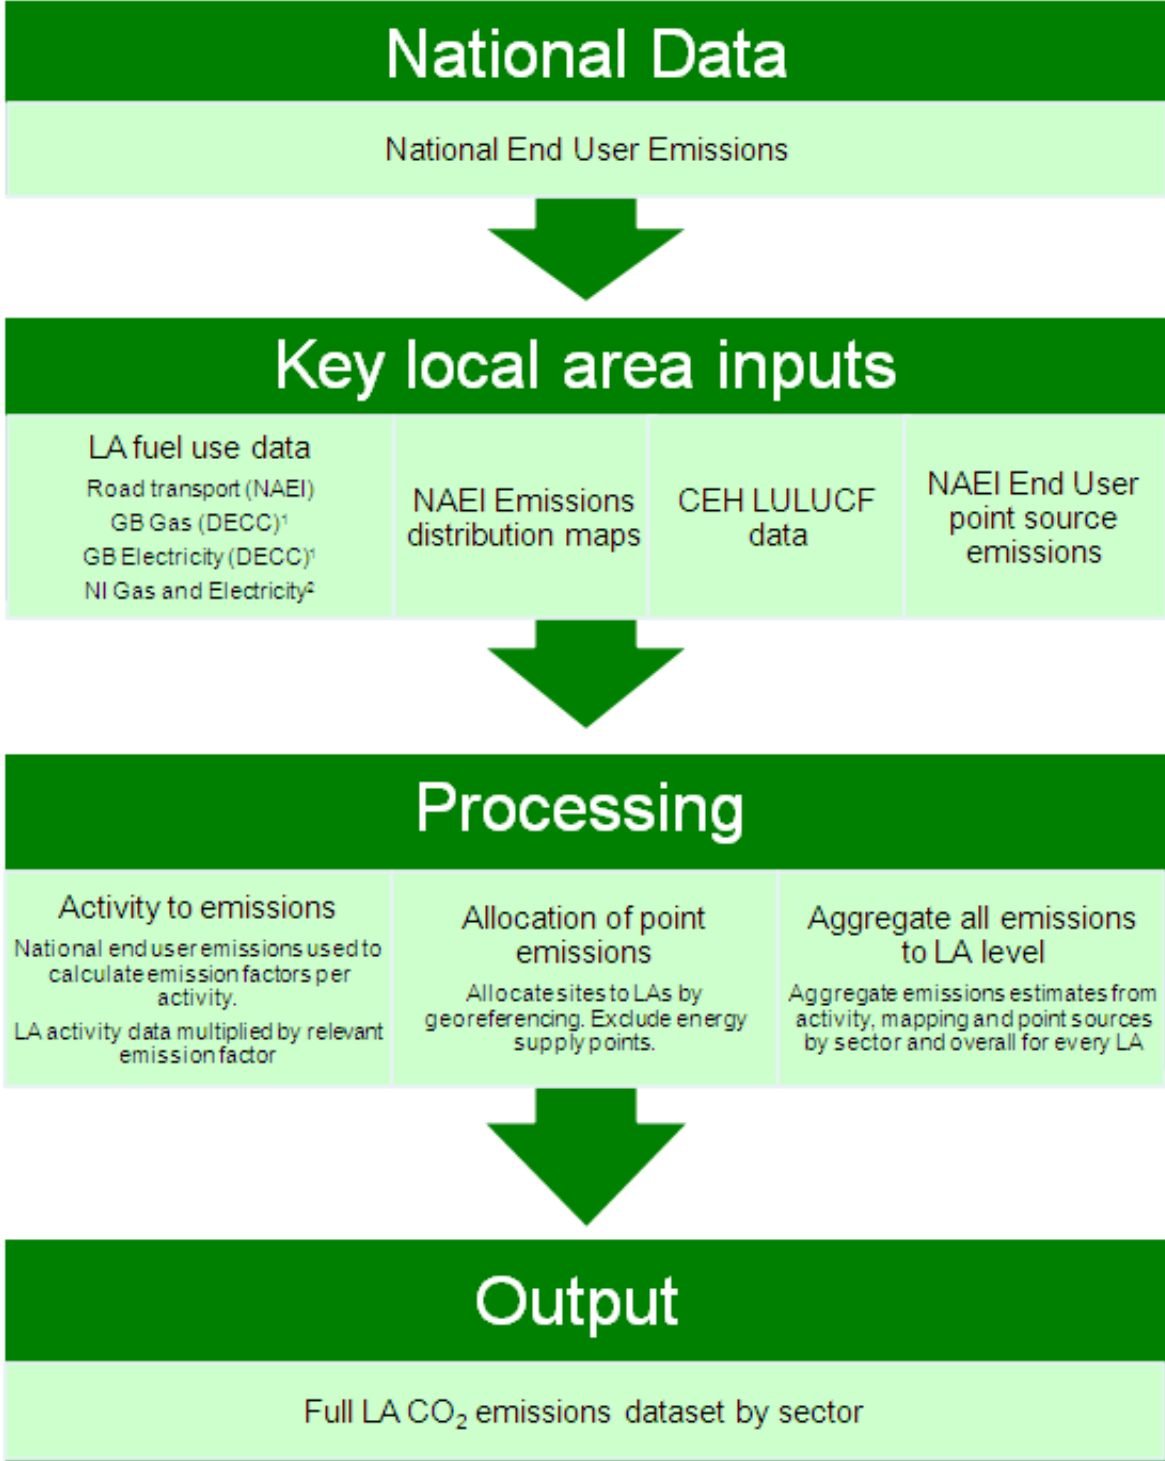 National Data
National End User Emissions
Key local area inputs
LA fuel use data
Road transport (NAEI)
GB Gas (DECC)¹
GB Electricity (DECC)¹
NI Gas and Electricity²
NAEI Emissions
distribution maps
CEH LULUCF
data
NAEI End User
point source
emissions
Processing
Activity to emissions
National end user emissions used to
calculate emission factors per
activity.
LA activity data multiplied by relevant
emission factor
Allocation of point
emissions
Allocate sites to LAs by
georeferencing. Exclude energy
supply points.
Aggregate all emissions
to LA level
Aggregate emissions estimates from
activity, mapping and point sources
by sector and overall for every LA
Output
Full LA CO₂ emissions dataset by sector